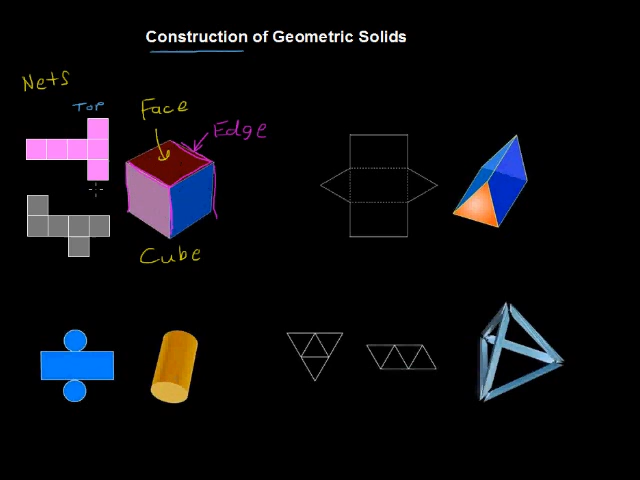 Construction of Geometric Solids
Nets
TOP
Face
Edge
Cube